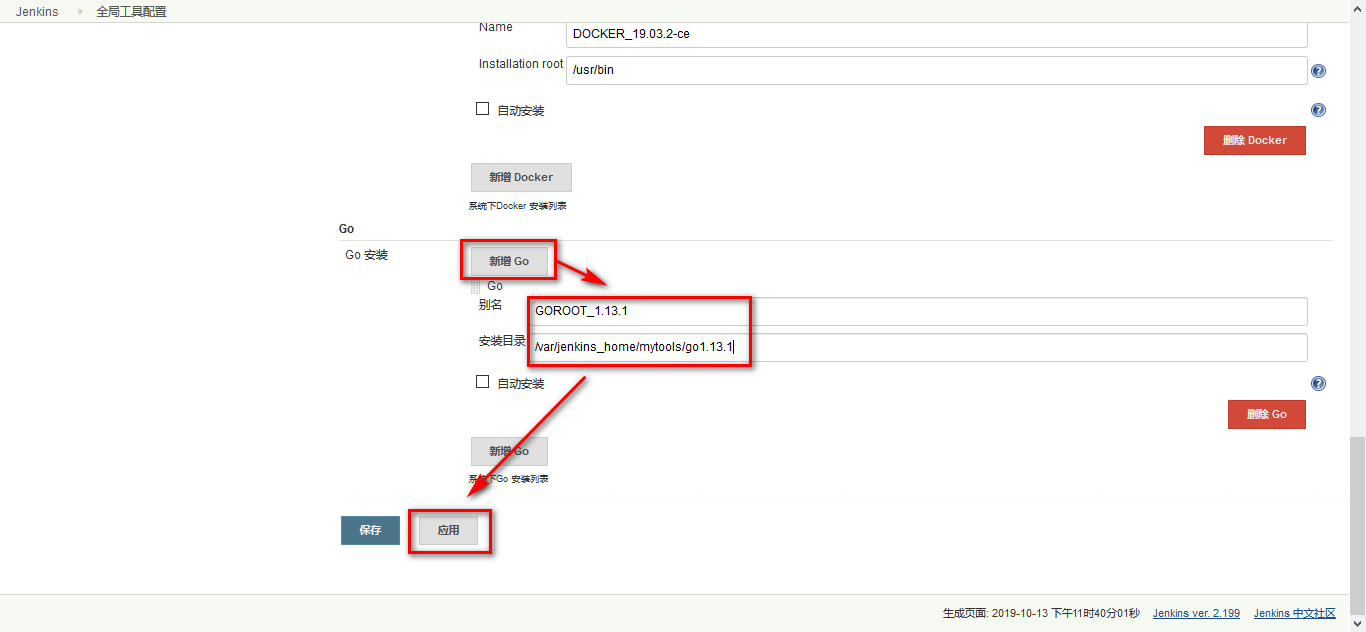 Jenkins 全局工具配置
Name DOCKER_19.03.2-ce
Installation root /usr/bin
自动安装
删除 Docker
新增 Docker
系统下Docker 安装列表
Go
Go 安装 新增 Go
Go
别名 GOROOT_1.13.1
安装目录 /var/jenkins_home/mytools/go1.13.1
自动安装
删除 Go
新增 Go
系统下Go 安装列表
保存 应用
生成页面: 2019-10-13 下午11时40分01秒 Jenkins ver. 2.199 Jenkins 中文社区